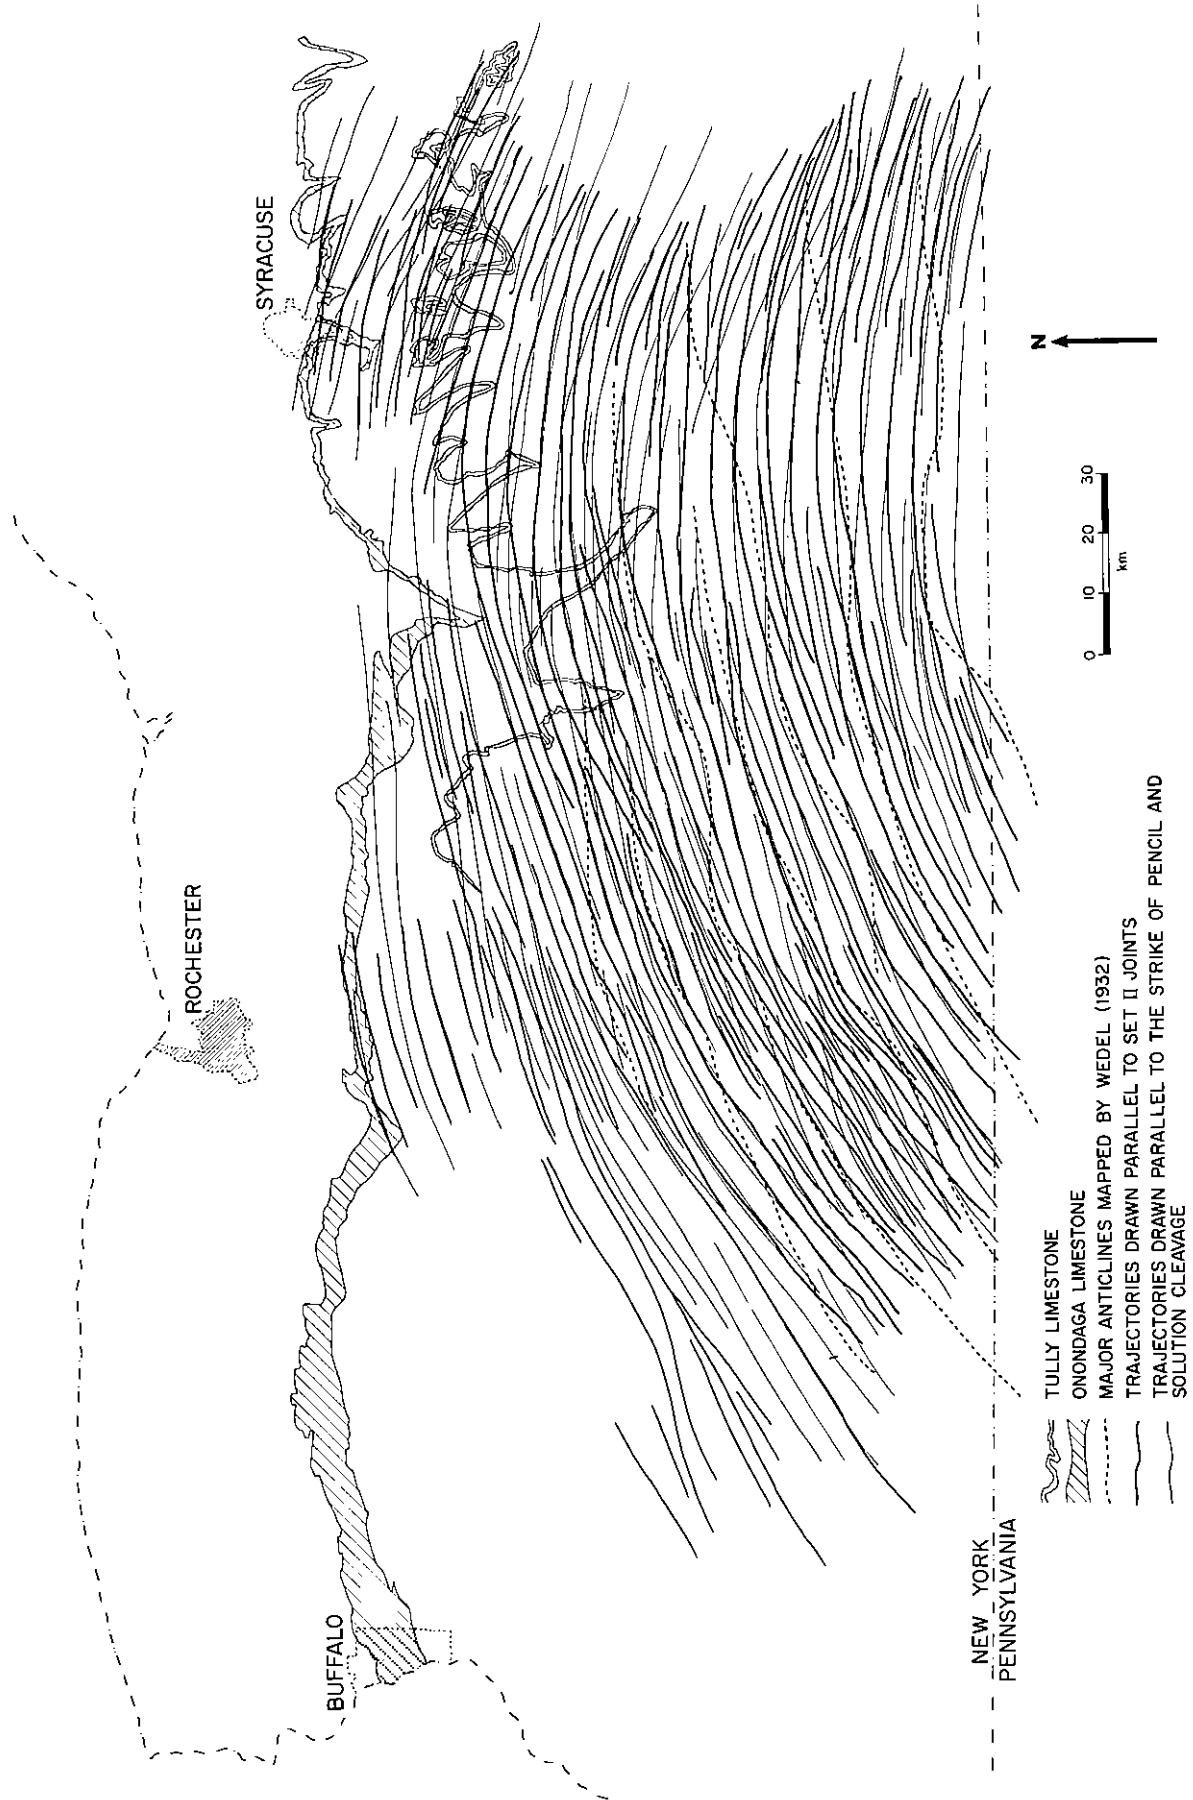 SYRACUSE
ROCHESTER
BUFFALO
NEW YORK
PENNSYLVANIA
N
0 10 20 30
km
TULLY LIMESTONE
ONONDAGA LIMESTONE
MAJOR ANTICLINES MAPPED BY WEDEL (1932)
TRAJECTORIES DRAWN PARALLEL TO SET II JOINTS
TRAJECTORIES DRAWN PARALLEL TO THE STRIKE OF PENCIL AND
SOLUTION CLEAVAGE